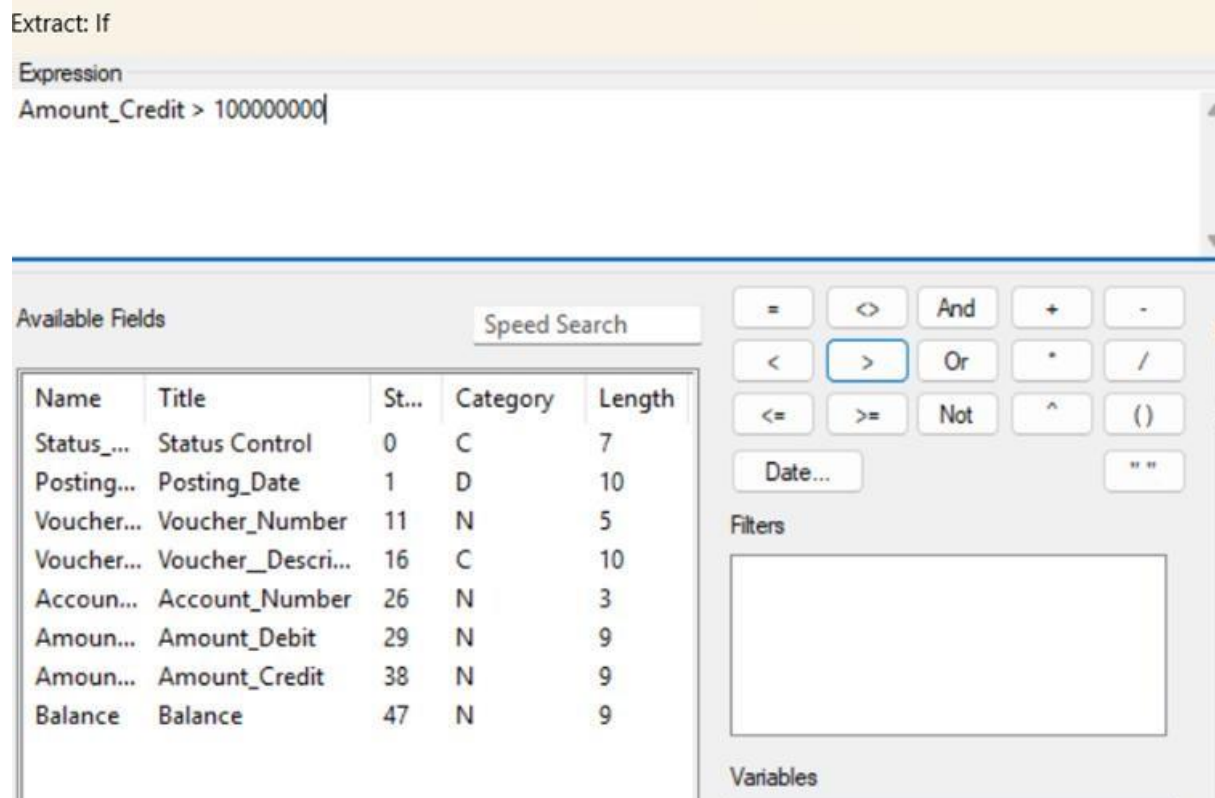 Extract: If
Expression
Amount_Credit > 100000000
Available Fields
Speed Search
Name Title St... Category Length
Status_... Status Control 0 C 7
Posting... Posting_Date 1 D 10
Voucher... Voucher_Number 11 N 5
Voucher... Voucher__Descri... 16 C 10
Accoun... Account_Number 26 N 3
Amoun... Amount_Debit 29 N 9
Amoun... Amount_Credit 38 N 9
Balance Balance 47 N 9
= <> And + -
< > Or * /
<= >= Not ^ ( )
Date... " "
Filters
Variables